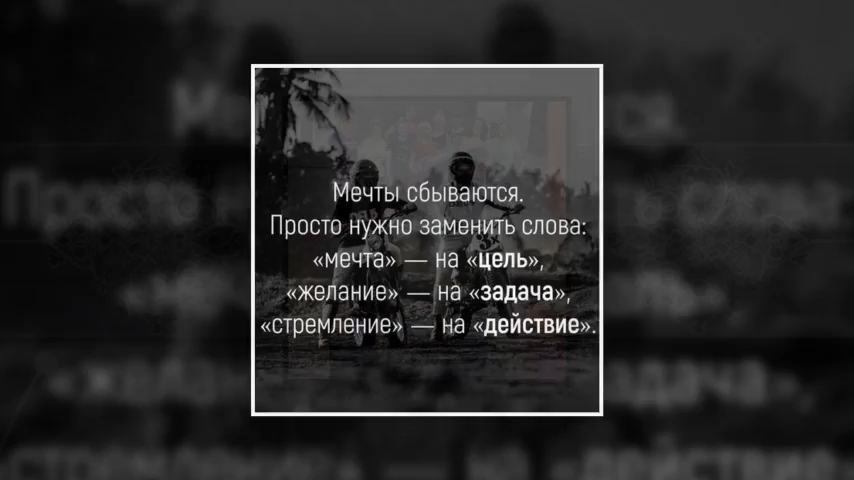 Мечты сбываются.
Просто нужно заменить слова:
«мечта» — на «цель»,
«желание» — на «задача»,
«стремление» — на «действие».